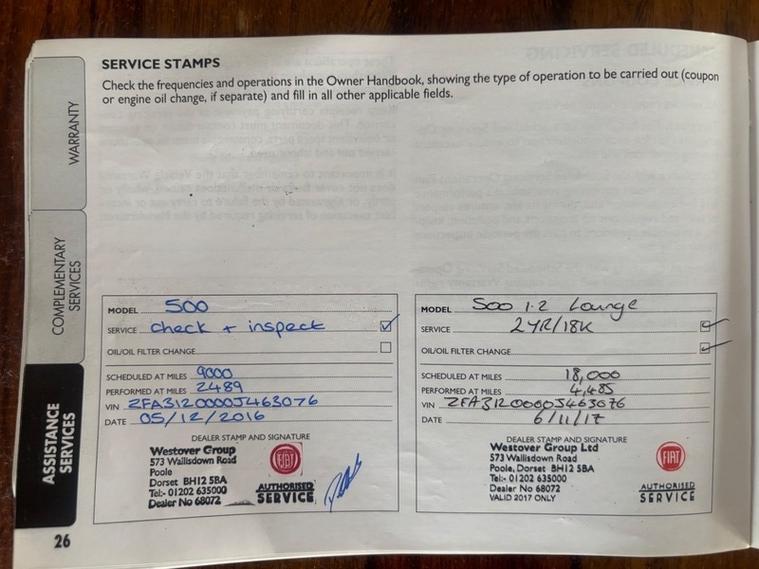 SERVICE STAMPS
Check the frequencies and operations in the Owner Handbook, showing the type of operation to be carried out (coupon
or engine oil change, if separate) and fill in all other applicable fields.
WARRANTY
COMPLEMENTARY
SERVICES
ASSISTANCE
SERVICES
MODEL 500
SERVICE Check + inspeck
OIL/OIL FILTER CHANGE
SCHEDULED AT MILES 9000
PERFORMED AT MILES 2489
VIN ZFA3120000J463076
DATE 05/12/2016
DEALER STAMP AND SIGNATURE
Westover Group
573 Wallisdown Road
Poole
Dorset BH12 5BA
Tel:- 01202 635000
Dealer No 68072
FIAT
AUTHORISED
SERVICE
MODEL 500 1.2 Lounge
SERVICE 2YR/18K
OIL/OIL FILTER CHANGE
SCHEDULED AT MILES 18,000
PERFORMED AT MILES 4,485
VIN ZFA3120000J463076
DATE 6/11/17
DEALER STAMP AND SIGNATURE
Westover Group Ltd
573 Wallisdown Road
Poole, Dorset BH12 5BA
Tel:- 01202 635000
Dealer No 68072
VALID 2017 ONLY
FIAT
AUTHORISED
SERVICE
26